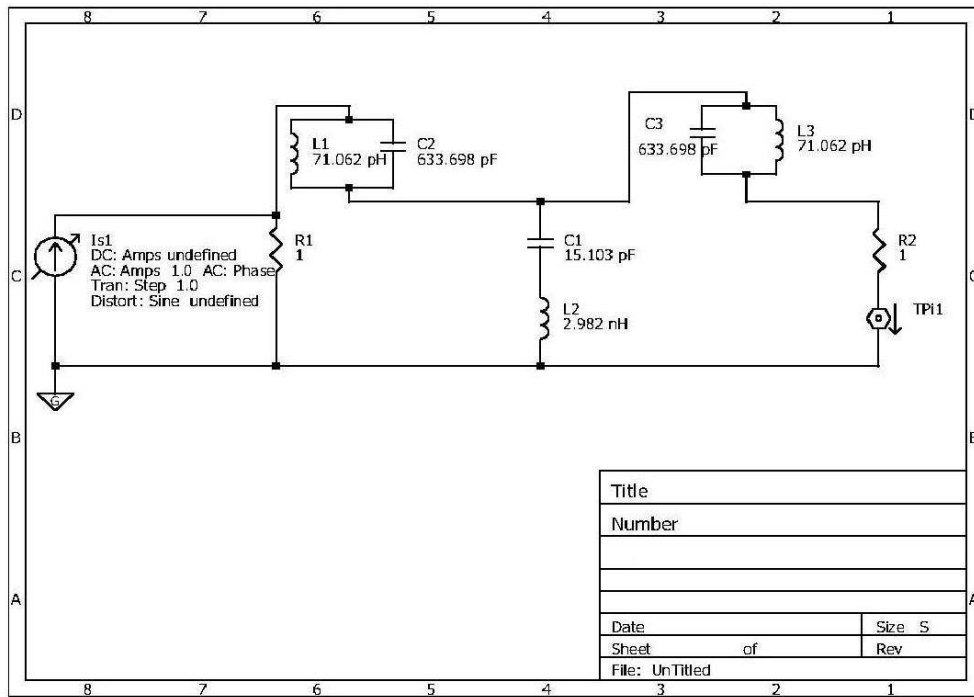 8 7 6 5 4 3 2 1
D D
L1
71.062 pH
C2
633.698 pF
C3
633.698 pF
L3
71.062 pH
Is1
DC: Amps undefined
AC: Amps 1.0 AC: Phase
Tran: Step 1.0
Distort: Sine undefined
R1
1
C1
15.103 pF
R2
1
C C
L2
2.982 nH
TPi1
G
B B
Title
Number
A A
Date Size S
Sheet of Rev
File: UnTitled
8 7 6 5 4 3 2 1